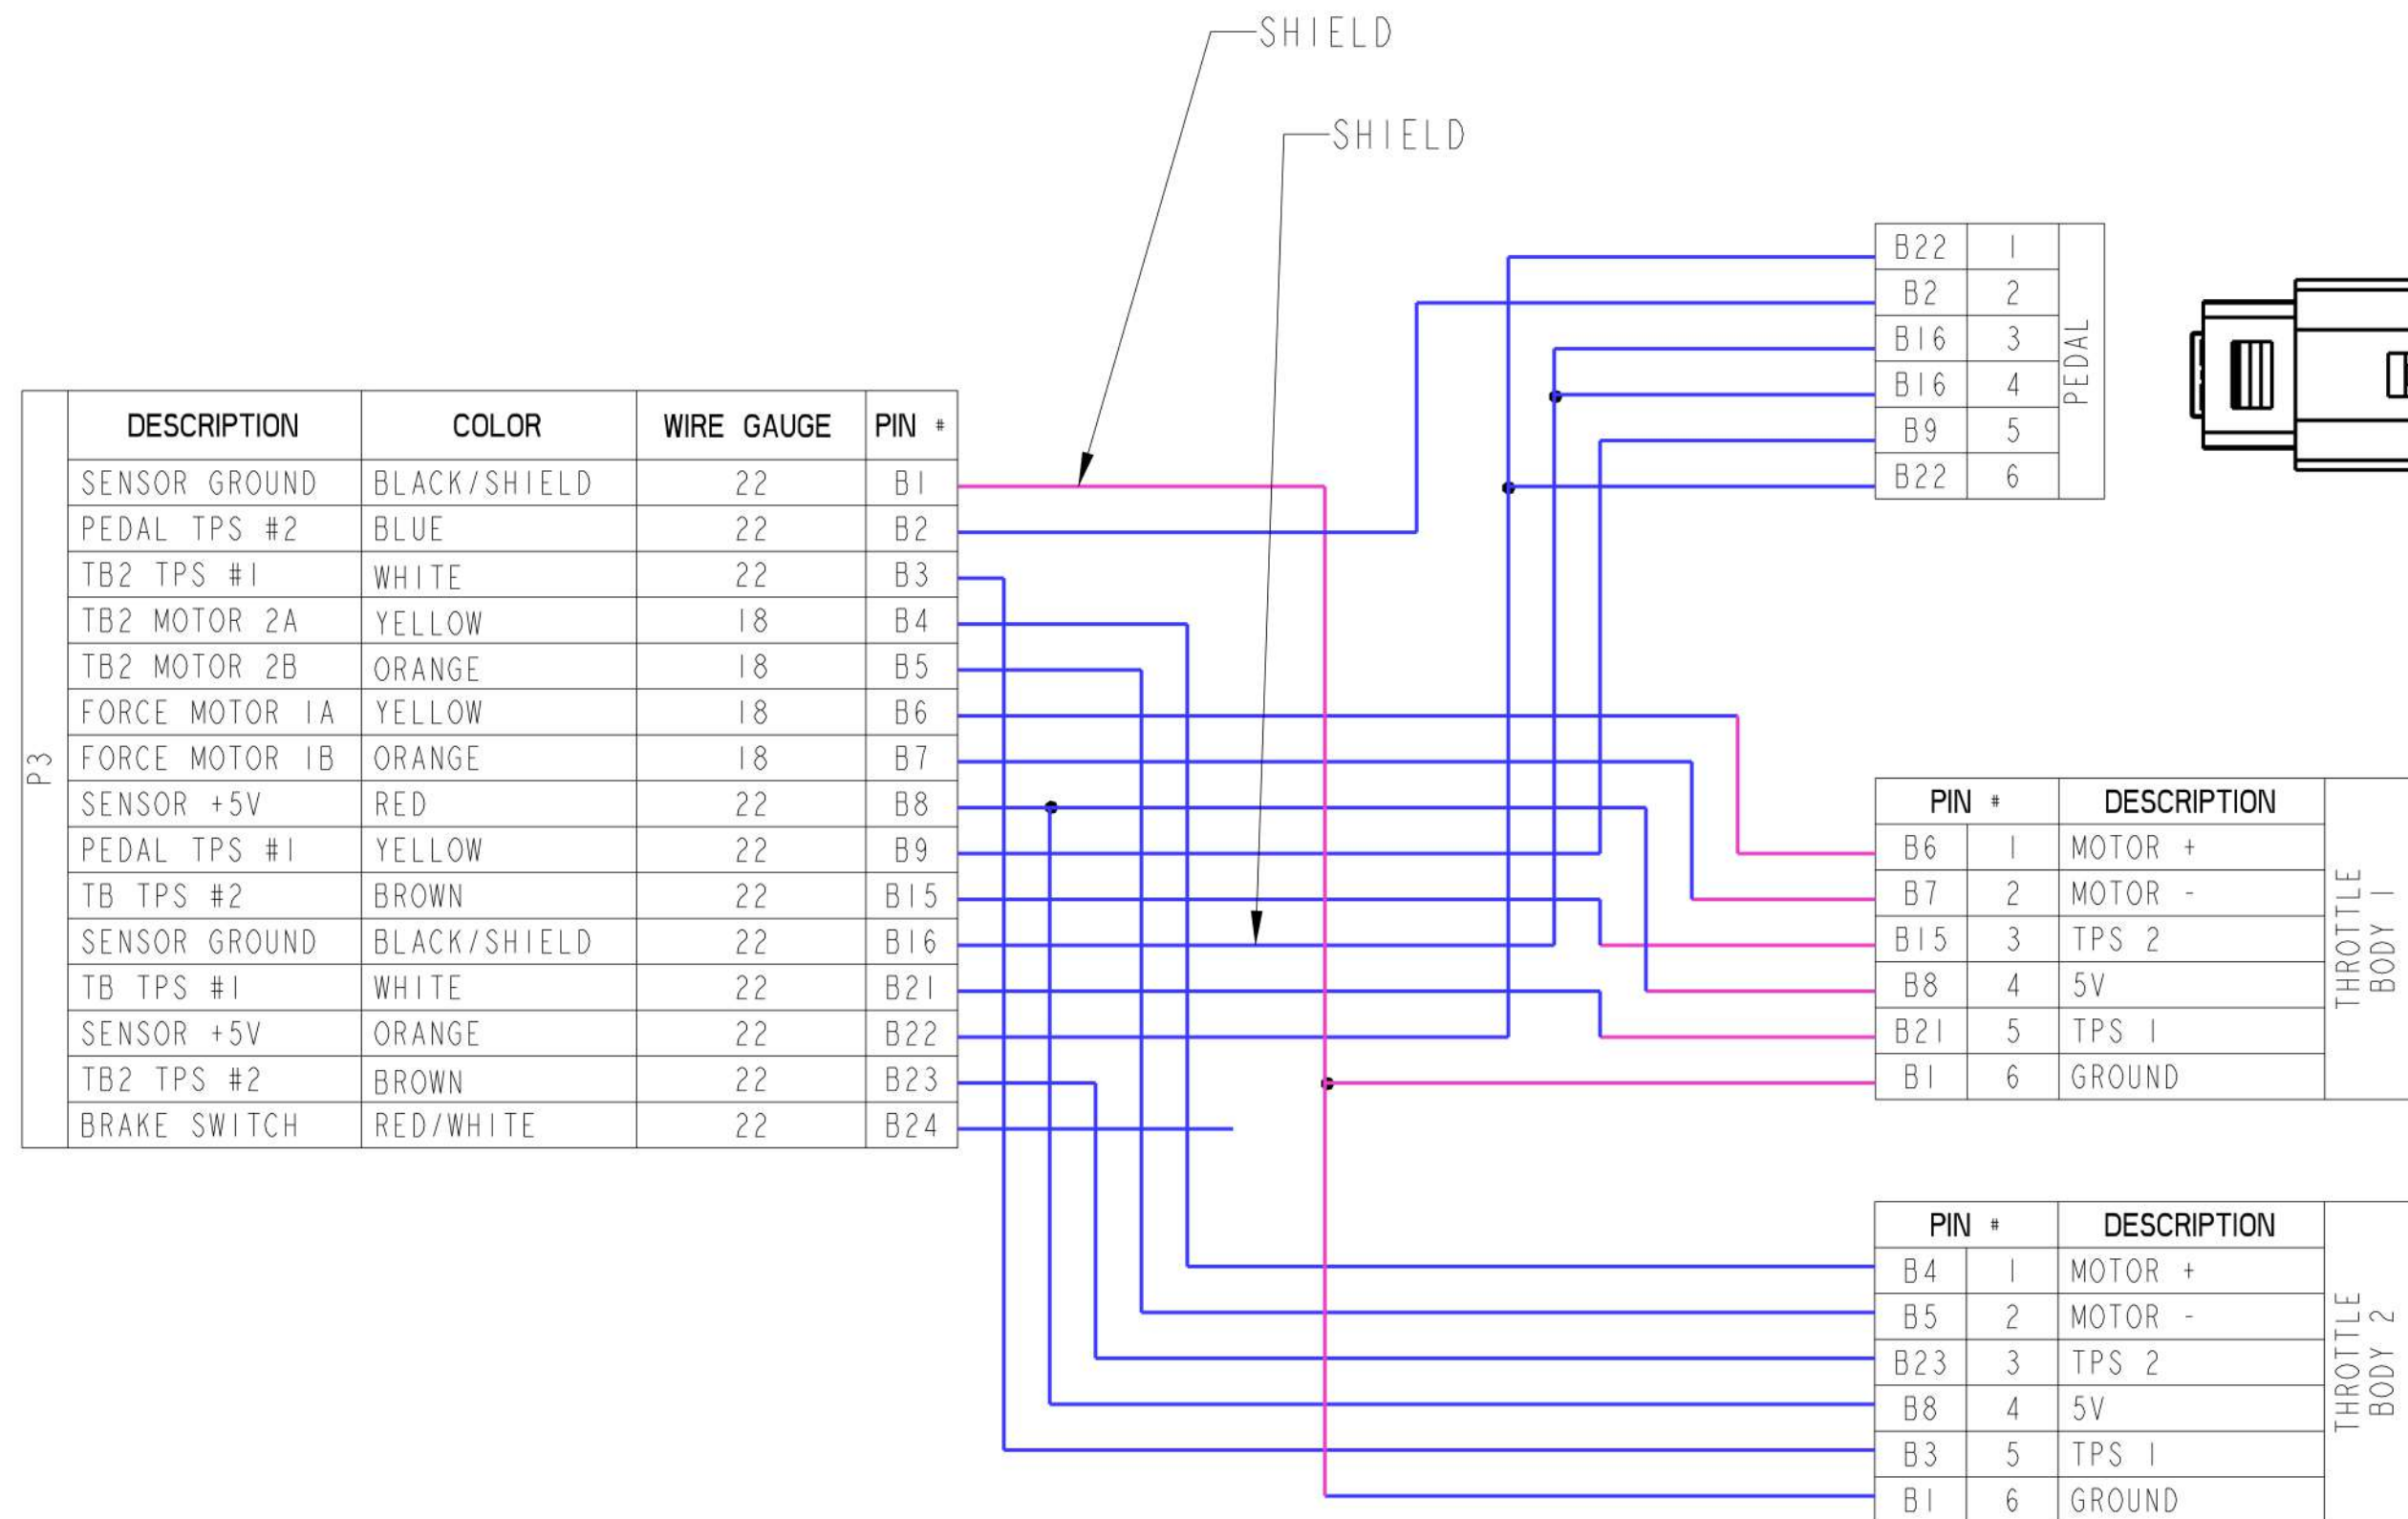 SHIELD
SHIELD
B22 1
B2 2
B16 3
B16 4
B9 5
B22 6
PEDAL
P3
DESCRIPTION COLOR WIRE GAUGE PIN #
SENSOR GROUND BLACK/SHIELD 22 B1
PEDAL TPS #2 BLUE 22 B2
TB2 TPS #1 WHITE 22 B3
TB2 MOTOR 2A YELLOW 18 B4
TB2 MOTOR 2B ORANGE 18 B5
FORCE MOTOR 1A YELLOW 18 B6
FORCE MOTOR 1B ORANGE 18 B7
SENSOR +5V RED 22 B8
PEDAL TPS #1 YELLOW 22 B9
TB TPS #2 BROWN 22 B15
SENSOR GROUND BLACK/SHIELD 22 B16
TB TPS #1 WHITE 22 B21
SENSOR +5V ORANGE 22 B22
TB2 TPS #2 BROWN 22 B23
BRAKE SWITCH RED/WHITE 22 B24
PIN # DESCRIPTION
B6 1 MOTOR +
B7 2 MOTOR -
B15 3 TPS 2
B8 4 5V
B21 5 TPS 1
B1 6 GROUND
THROTTLE
BODY 1
PIN # DESCRIPTION
B4 1 MOTOR +
B5 2 MOTOR -
B23 3 TPS 2
B8 4 5V
B3 5 TPS 1
B1 6 GROUND
THROTTLE
BODY 2